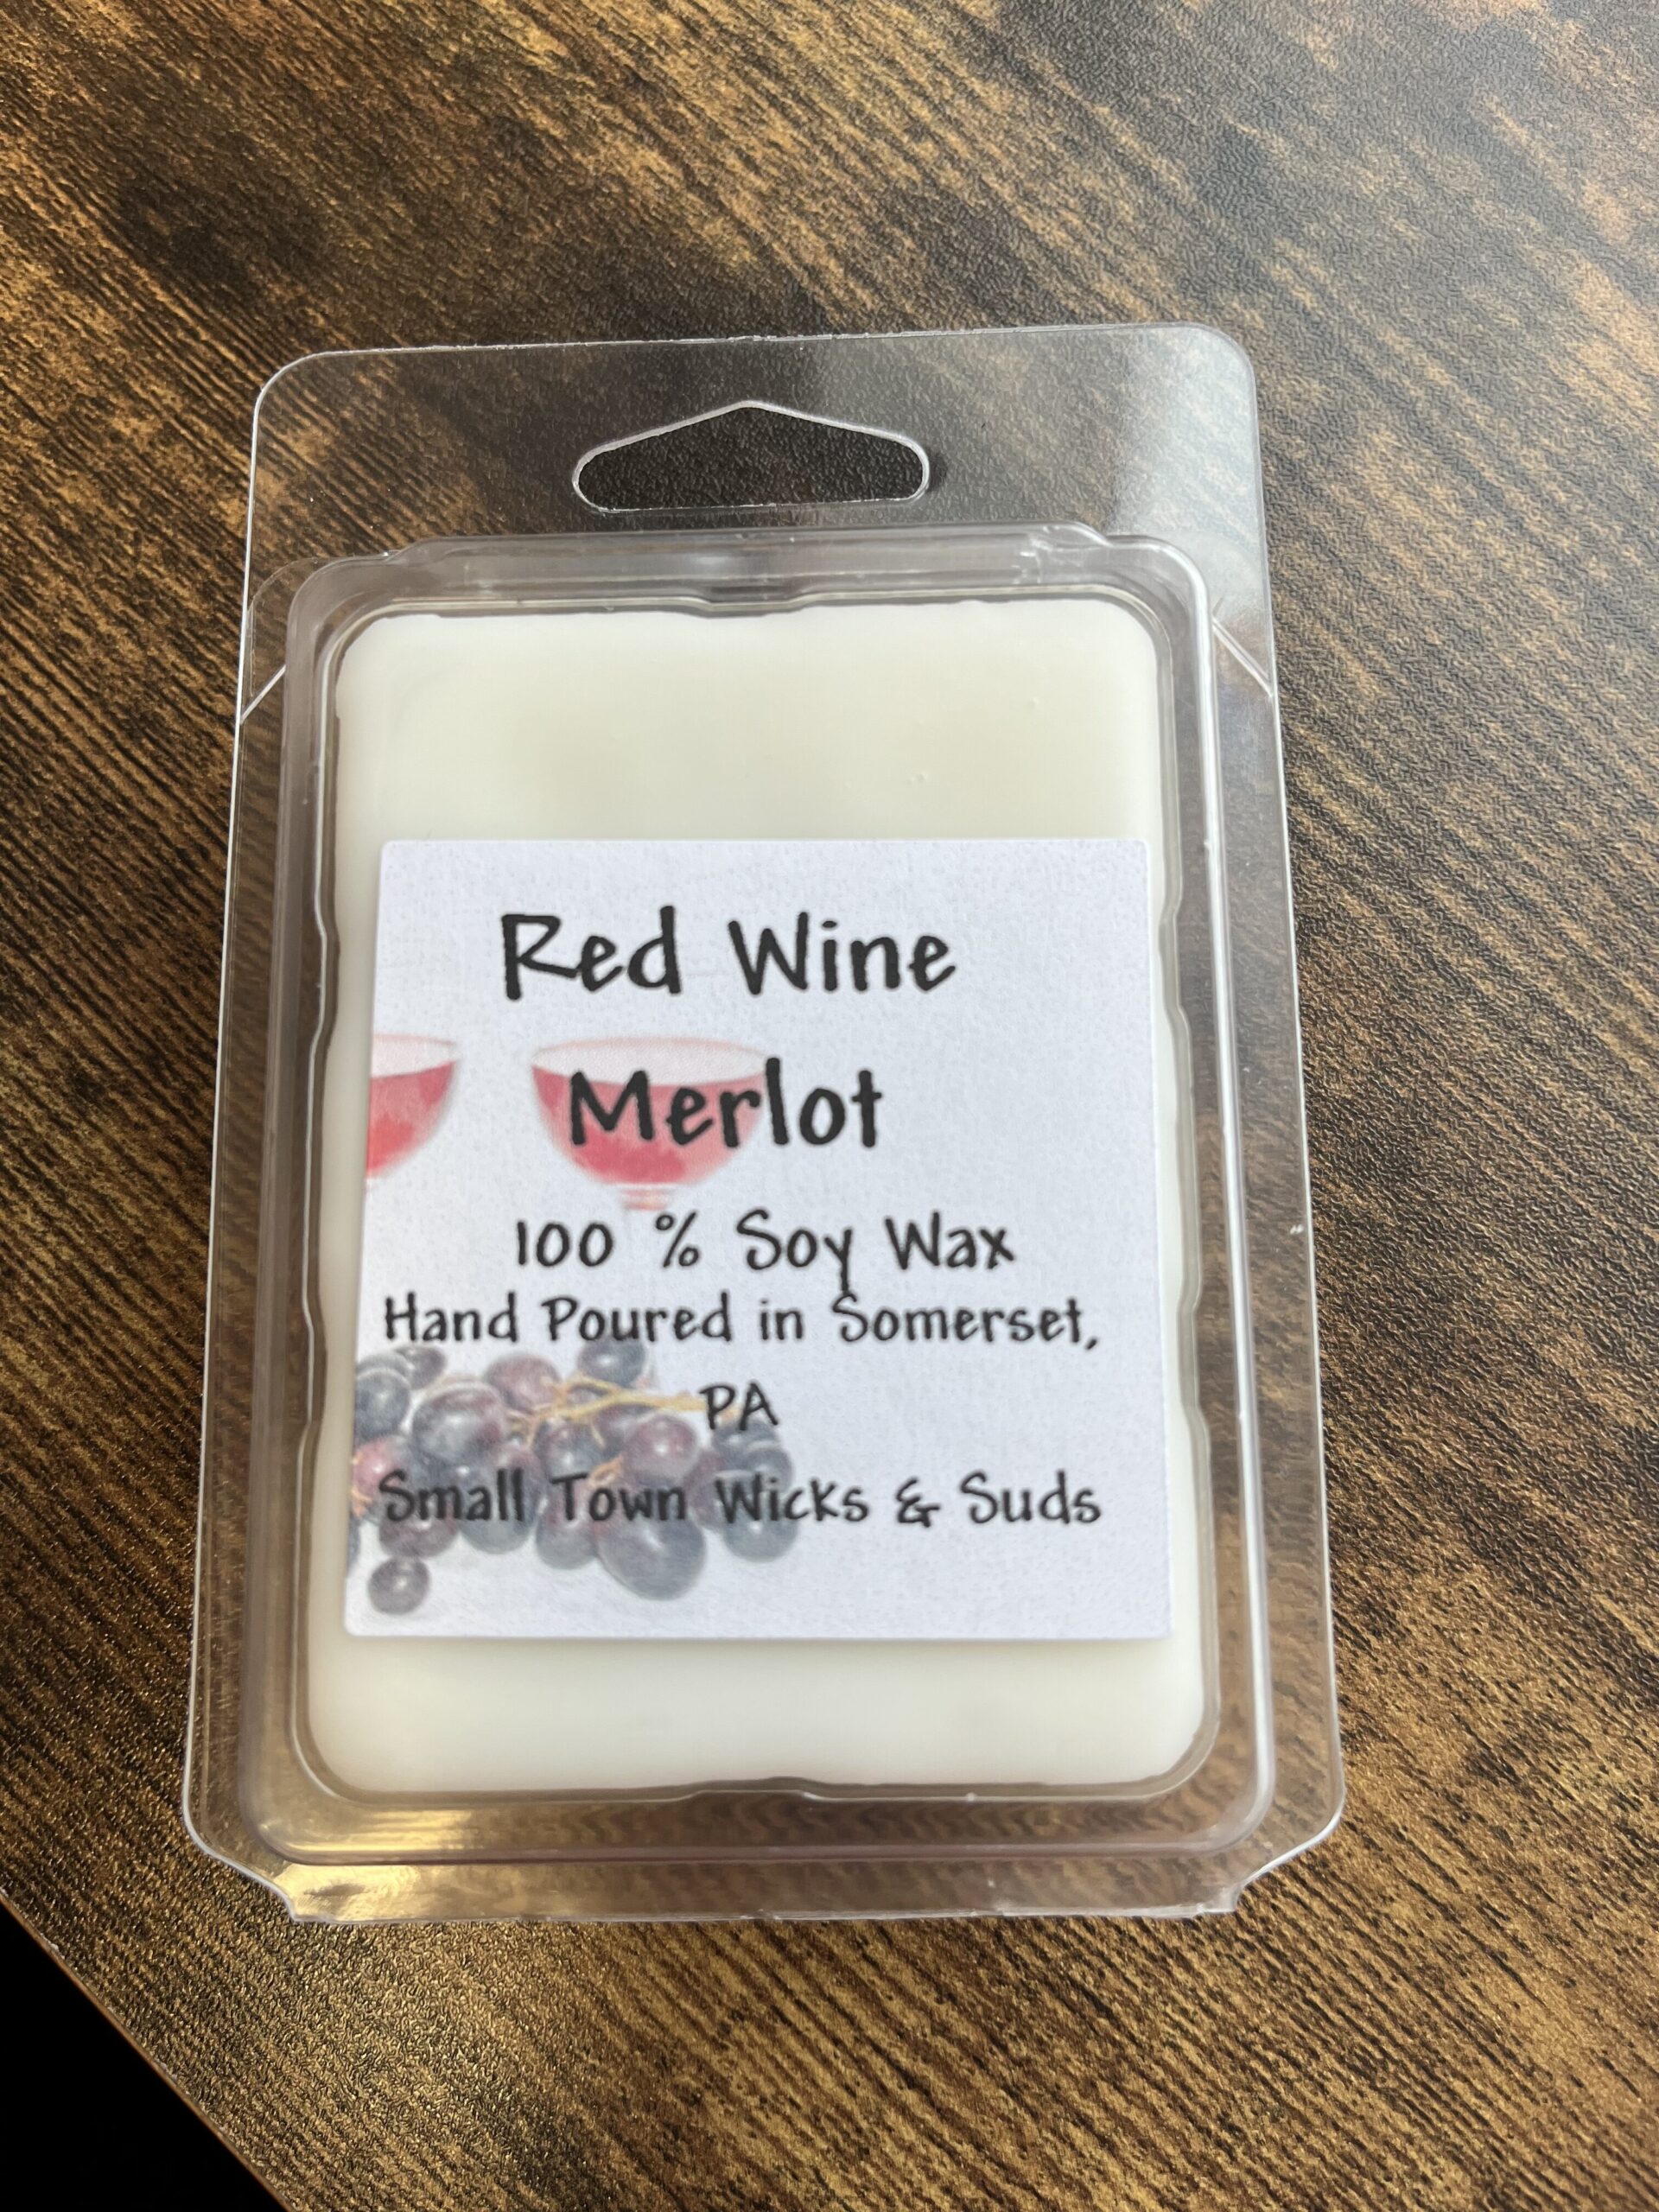 Red Wine
Merlot
100 % Soy Wax
Hand Poured in Somerset,
PA
Small Town Wicks & Suds